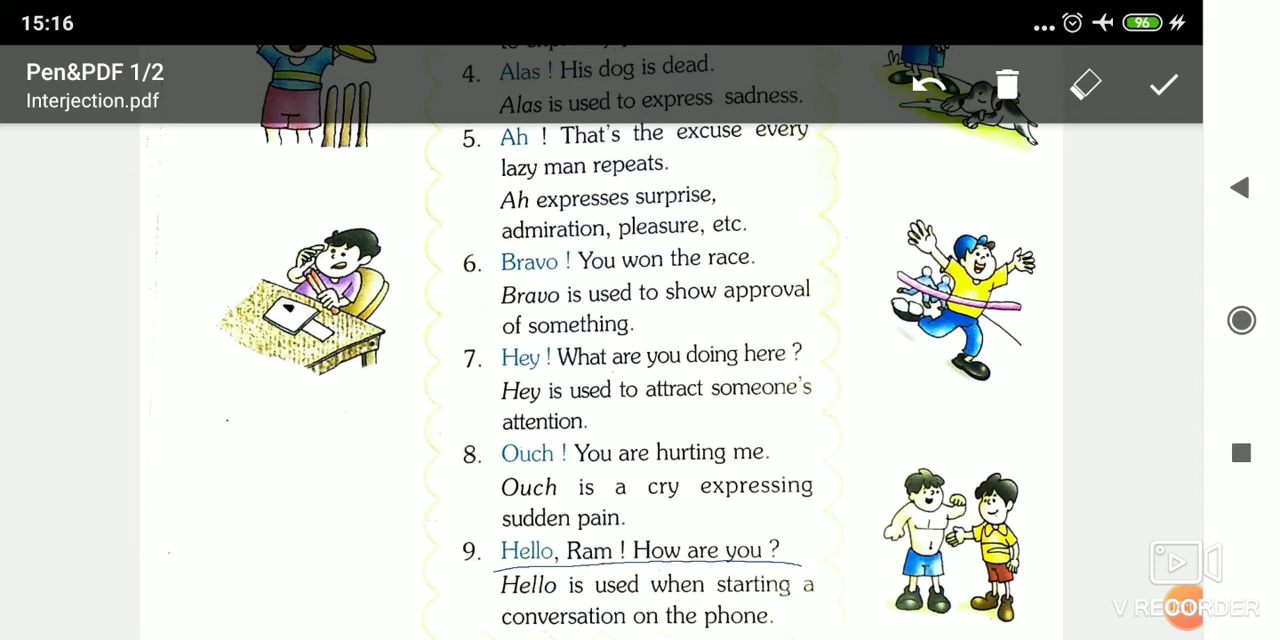 15:16
96
Pen&PDF 1/2
Interjection.pdf
4. Alas ! His dog is dead.
Alas is used to express sadness.
5. Ah ! That's the excuse every
lazy man repeats.
Ah expresses surprise,
admiration, pleasure, etc.
6. Bravo ! You won the race.
Bravo is used to show approval
of something.
7. Hey ! What are you doing here ?
Hey is used to attract someone's
attention.
8. Ouch ! You are hurting me.
Ouch is a cry expressing
sudden pain.
9. Hello, Ram ! How are you ?
Hello is used when starting a
conversation on the phone.
V RECORDER